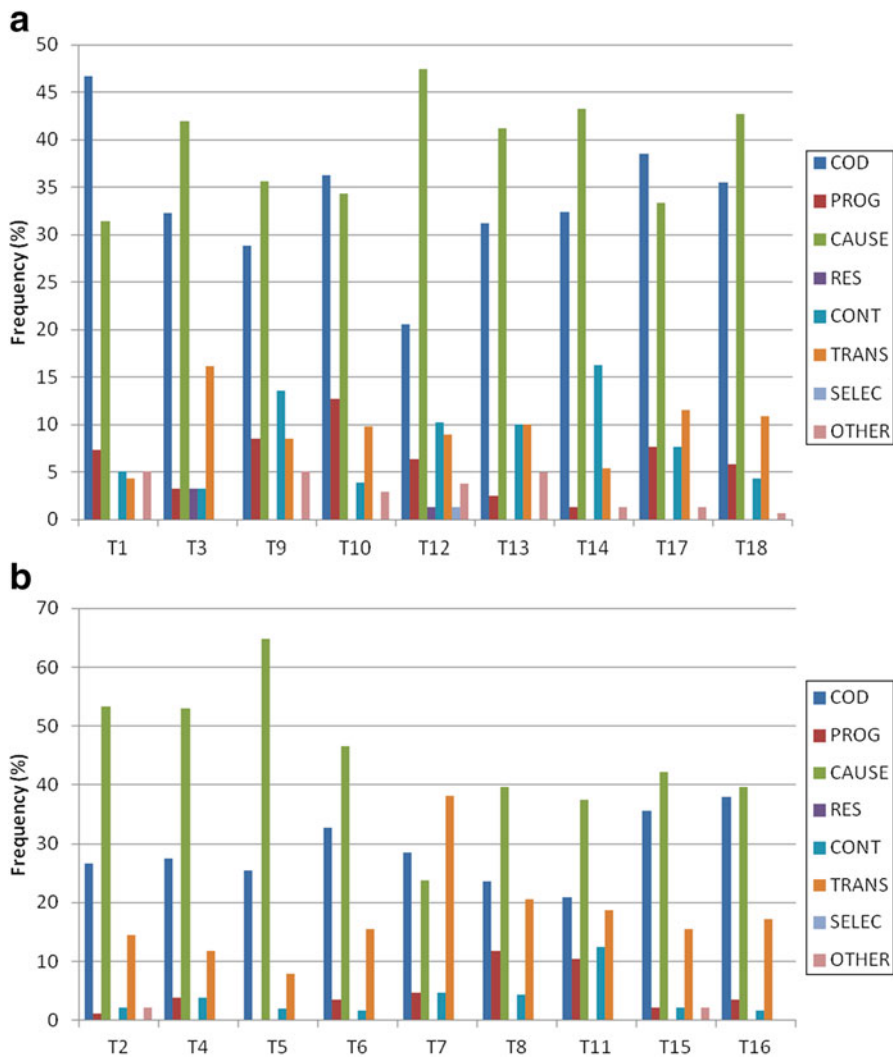 a
50
45
40
35
30
25
20
15
10
5
0
Frequency (%)
T1 T3 T9 T10 T12 T13 T14 T17 T18
COD
PROG
CAUSE
RES
CONT
TRANS
SELEC
OTHER
b
70
60
50
40
30
20
10
0
Frequency (%)
T2 T4 T5 T6 T7 T8 T11 T15 T16
COD
PROG
CAUSE
RES
CONT
TRANS
SELEC
OTHER